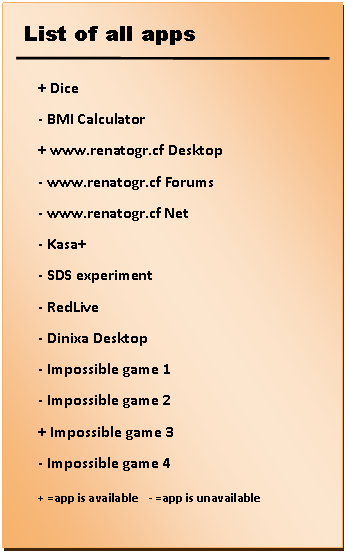 List of all apps
+ Dice
- BMI Calculator
+ www.renatogr.cf Desktop
- www.renatogr.cf Forums
- www.renatogr.cf Net
- Kasa+
- SDS experiment
- RedLive
- Dinixa Desktop
- Impossible game 1
- Impossible game 2
+ Impossible game 3
- Impossible game 4
+ =app is available - =app is unavailable